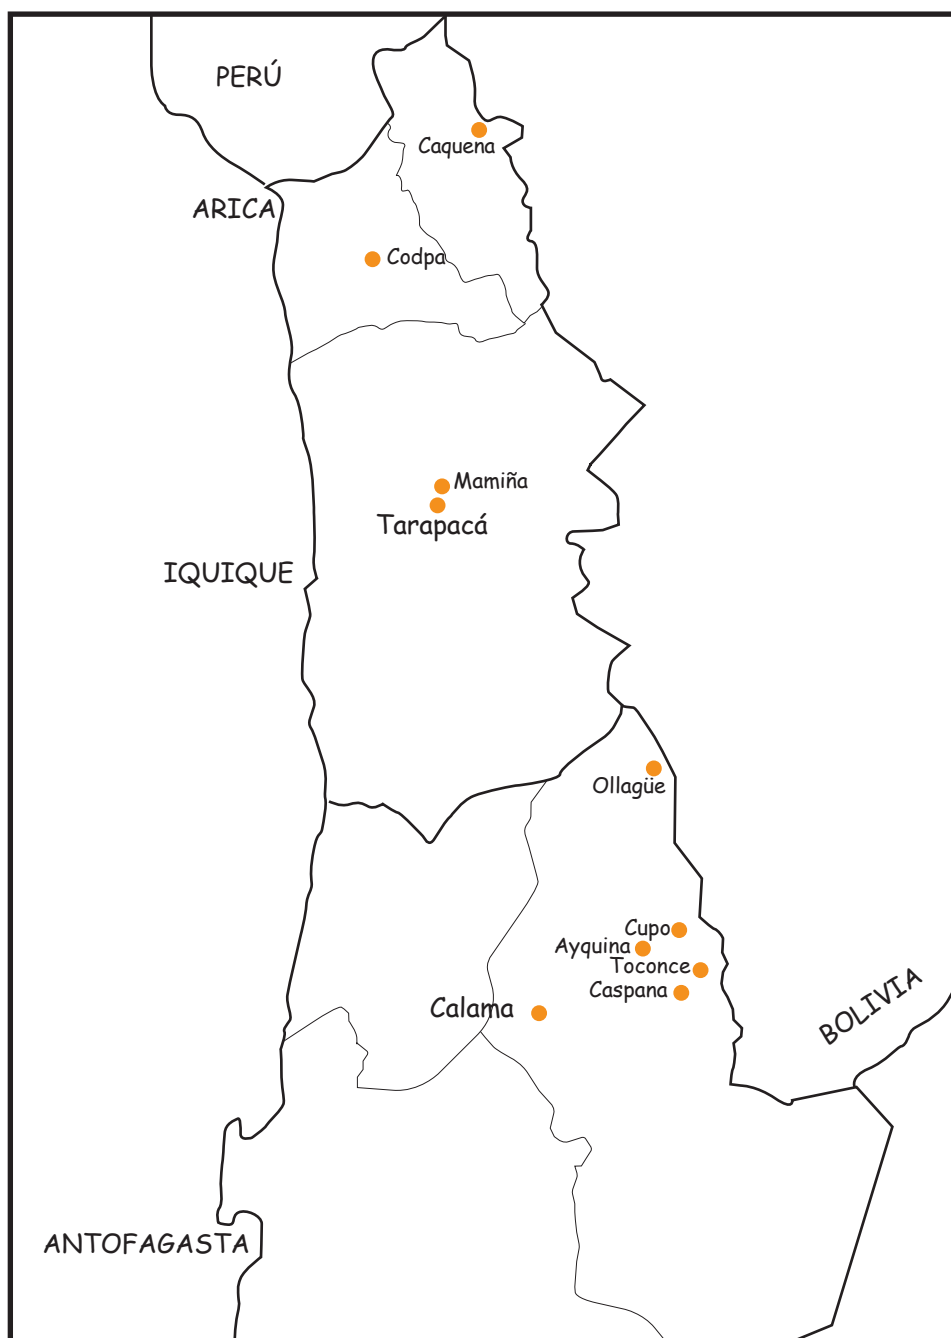 PERÚ
Caquena
ARICA
Codpa
Mamiña
Tarapacá
IQUIQUE
Ollagüe
Cupo
Ayquina
Toconce
Caspana
Calama
BOLIVIA
ANTOFAGASTA